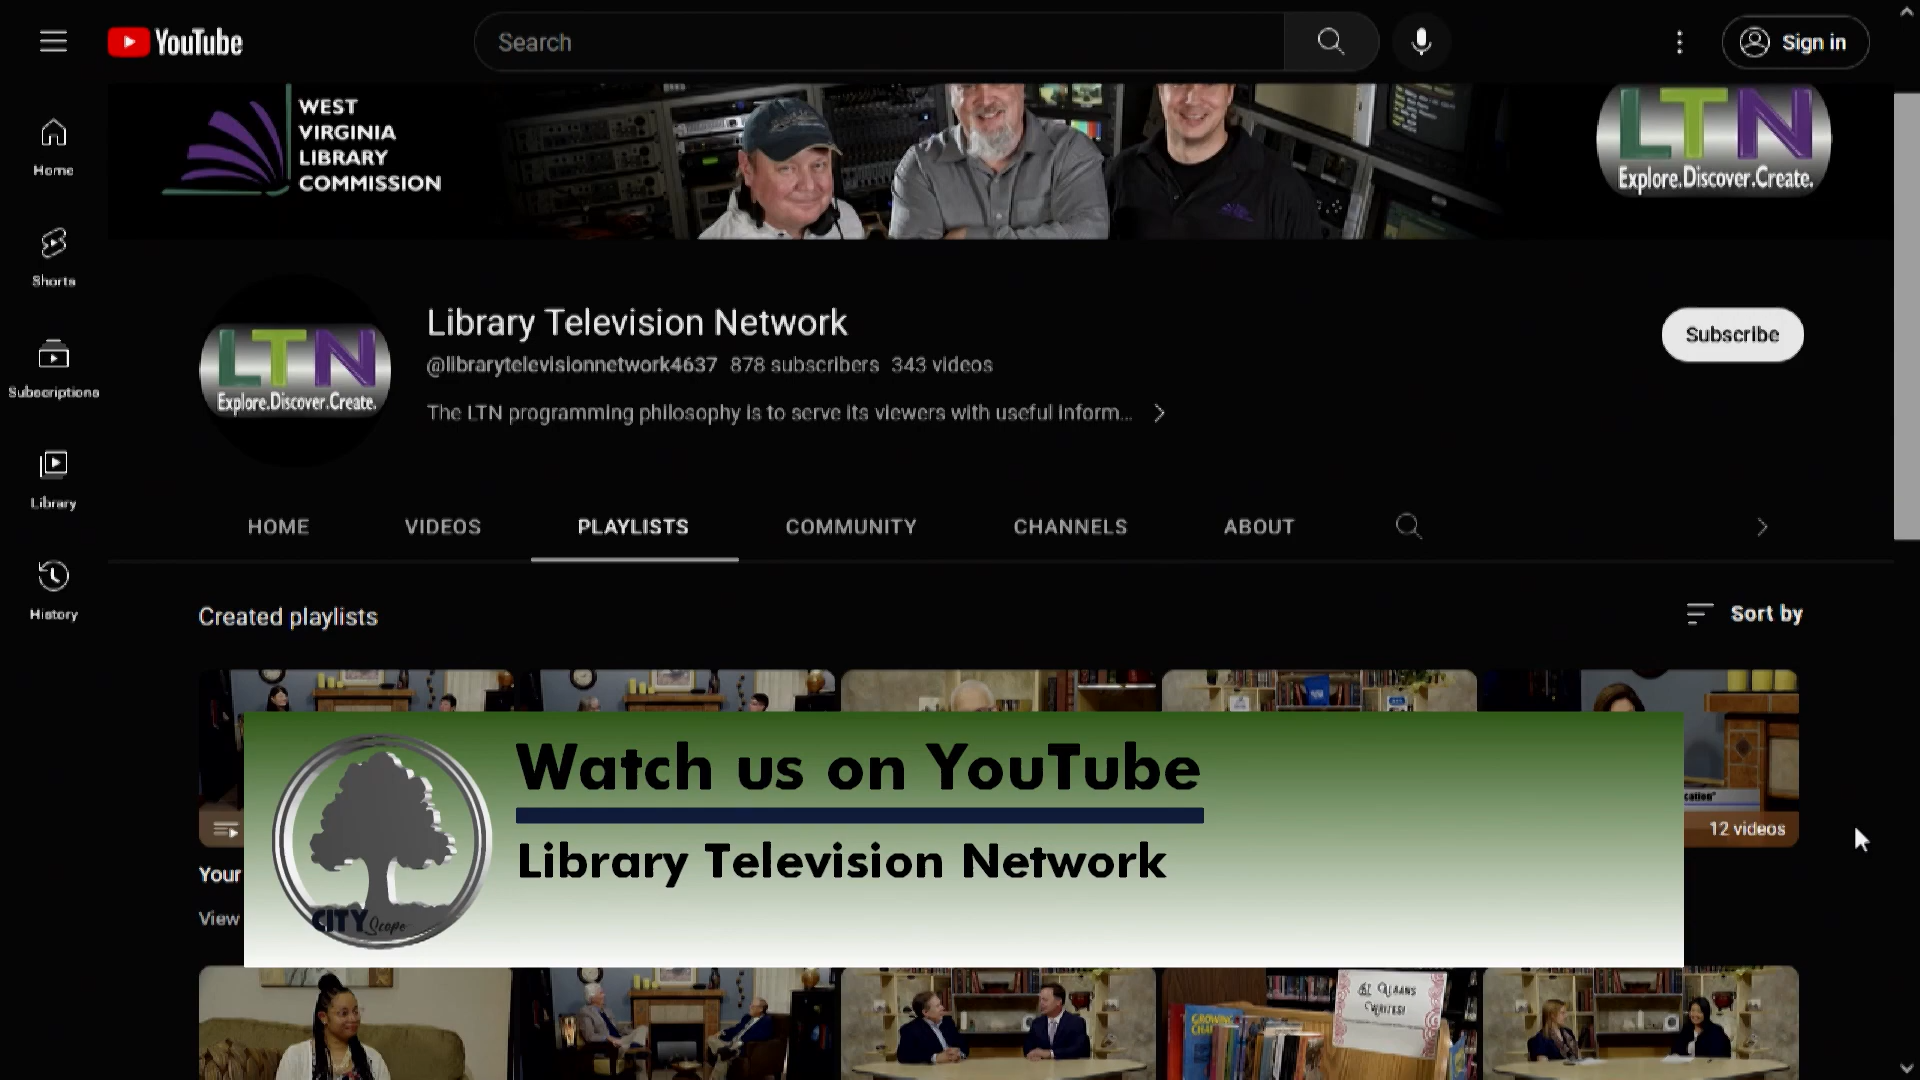 YouTube
Search
Sign in
Home
Shorts
Subscriptions
Library
History
WEST
VIRGINIA
LIBRARY
COMMISSION
LTN
Explore.Discover.Create.
LTN
Explore.Discover.Create.
Library Television Network
@librarytelevisionnetwork4637 878 subscribers 343 videos
The LTN programming philosophy is to serve its viewers with useful inform...
Subscribe
HOME VIDEOS PLAYLISTS COMMUNITY CHANNELS ABOUT
Created playlists
Sort by
Watch us on YouTube
Library Television Network
CITY Scope
12 videos
Your
View
GROWING